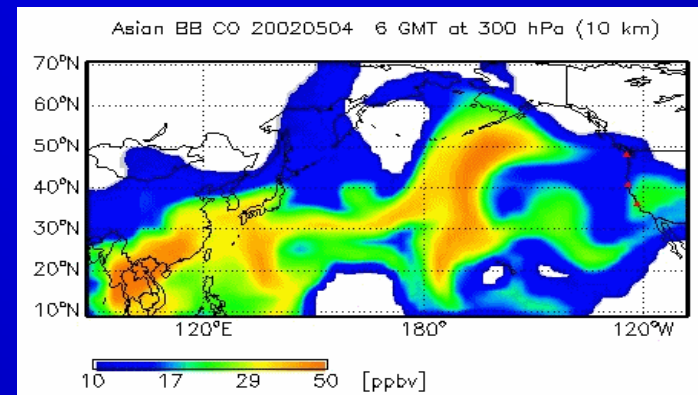 Asian BB CO 20020504 6 GMT at 300 hPa (10 km)
70°N
60°N
50°N
40°N
30°N
20°N
10°N
120°E 180° 120°W
10 17 29 50 [ppbv]